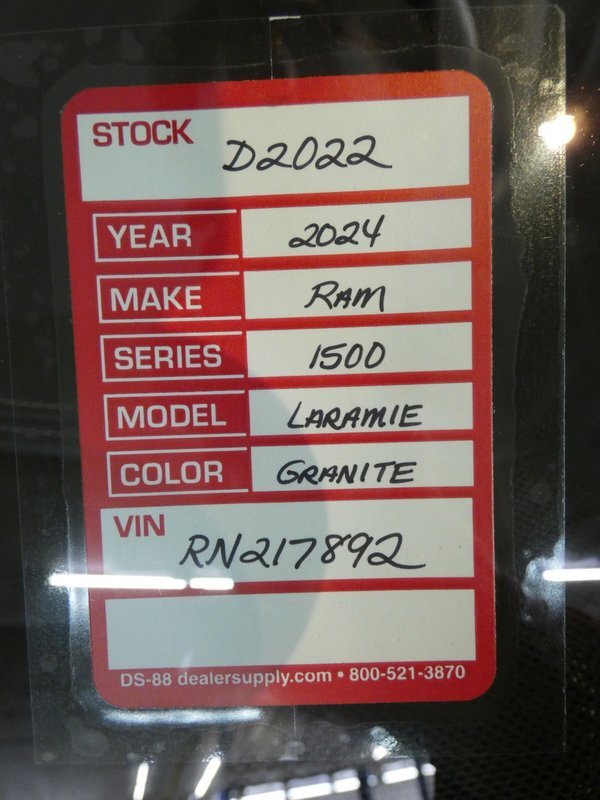 STOCK D2022
YEAR 2024
MAKE RAM
SERIES 1500
MODEL LARAMIE
COLOR GRANITE
VIN RN217892
DS-88 dealersupply.com • 800-521-3870